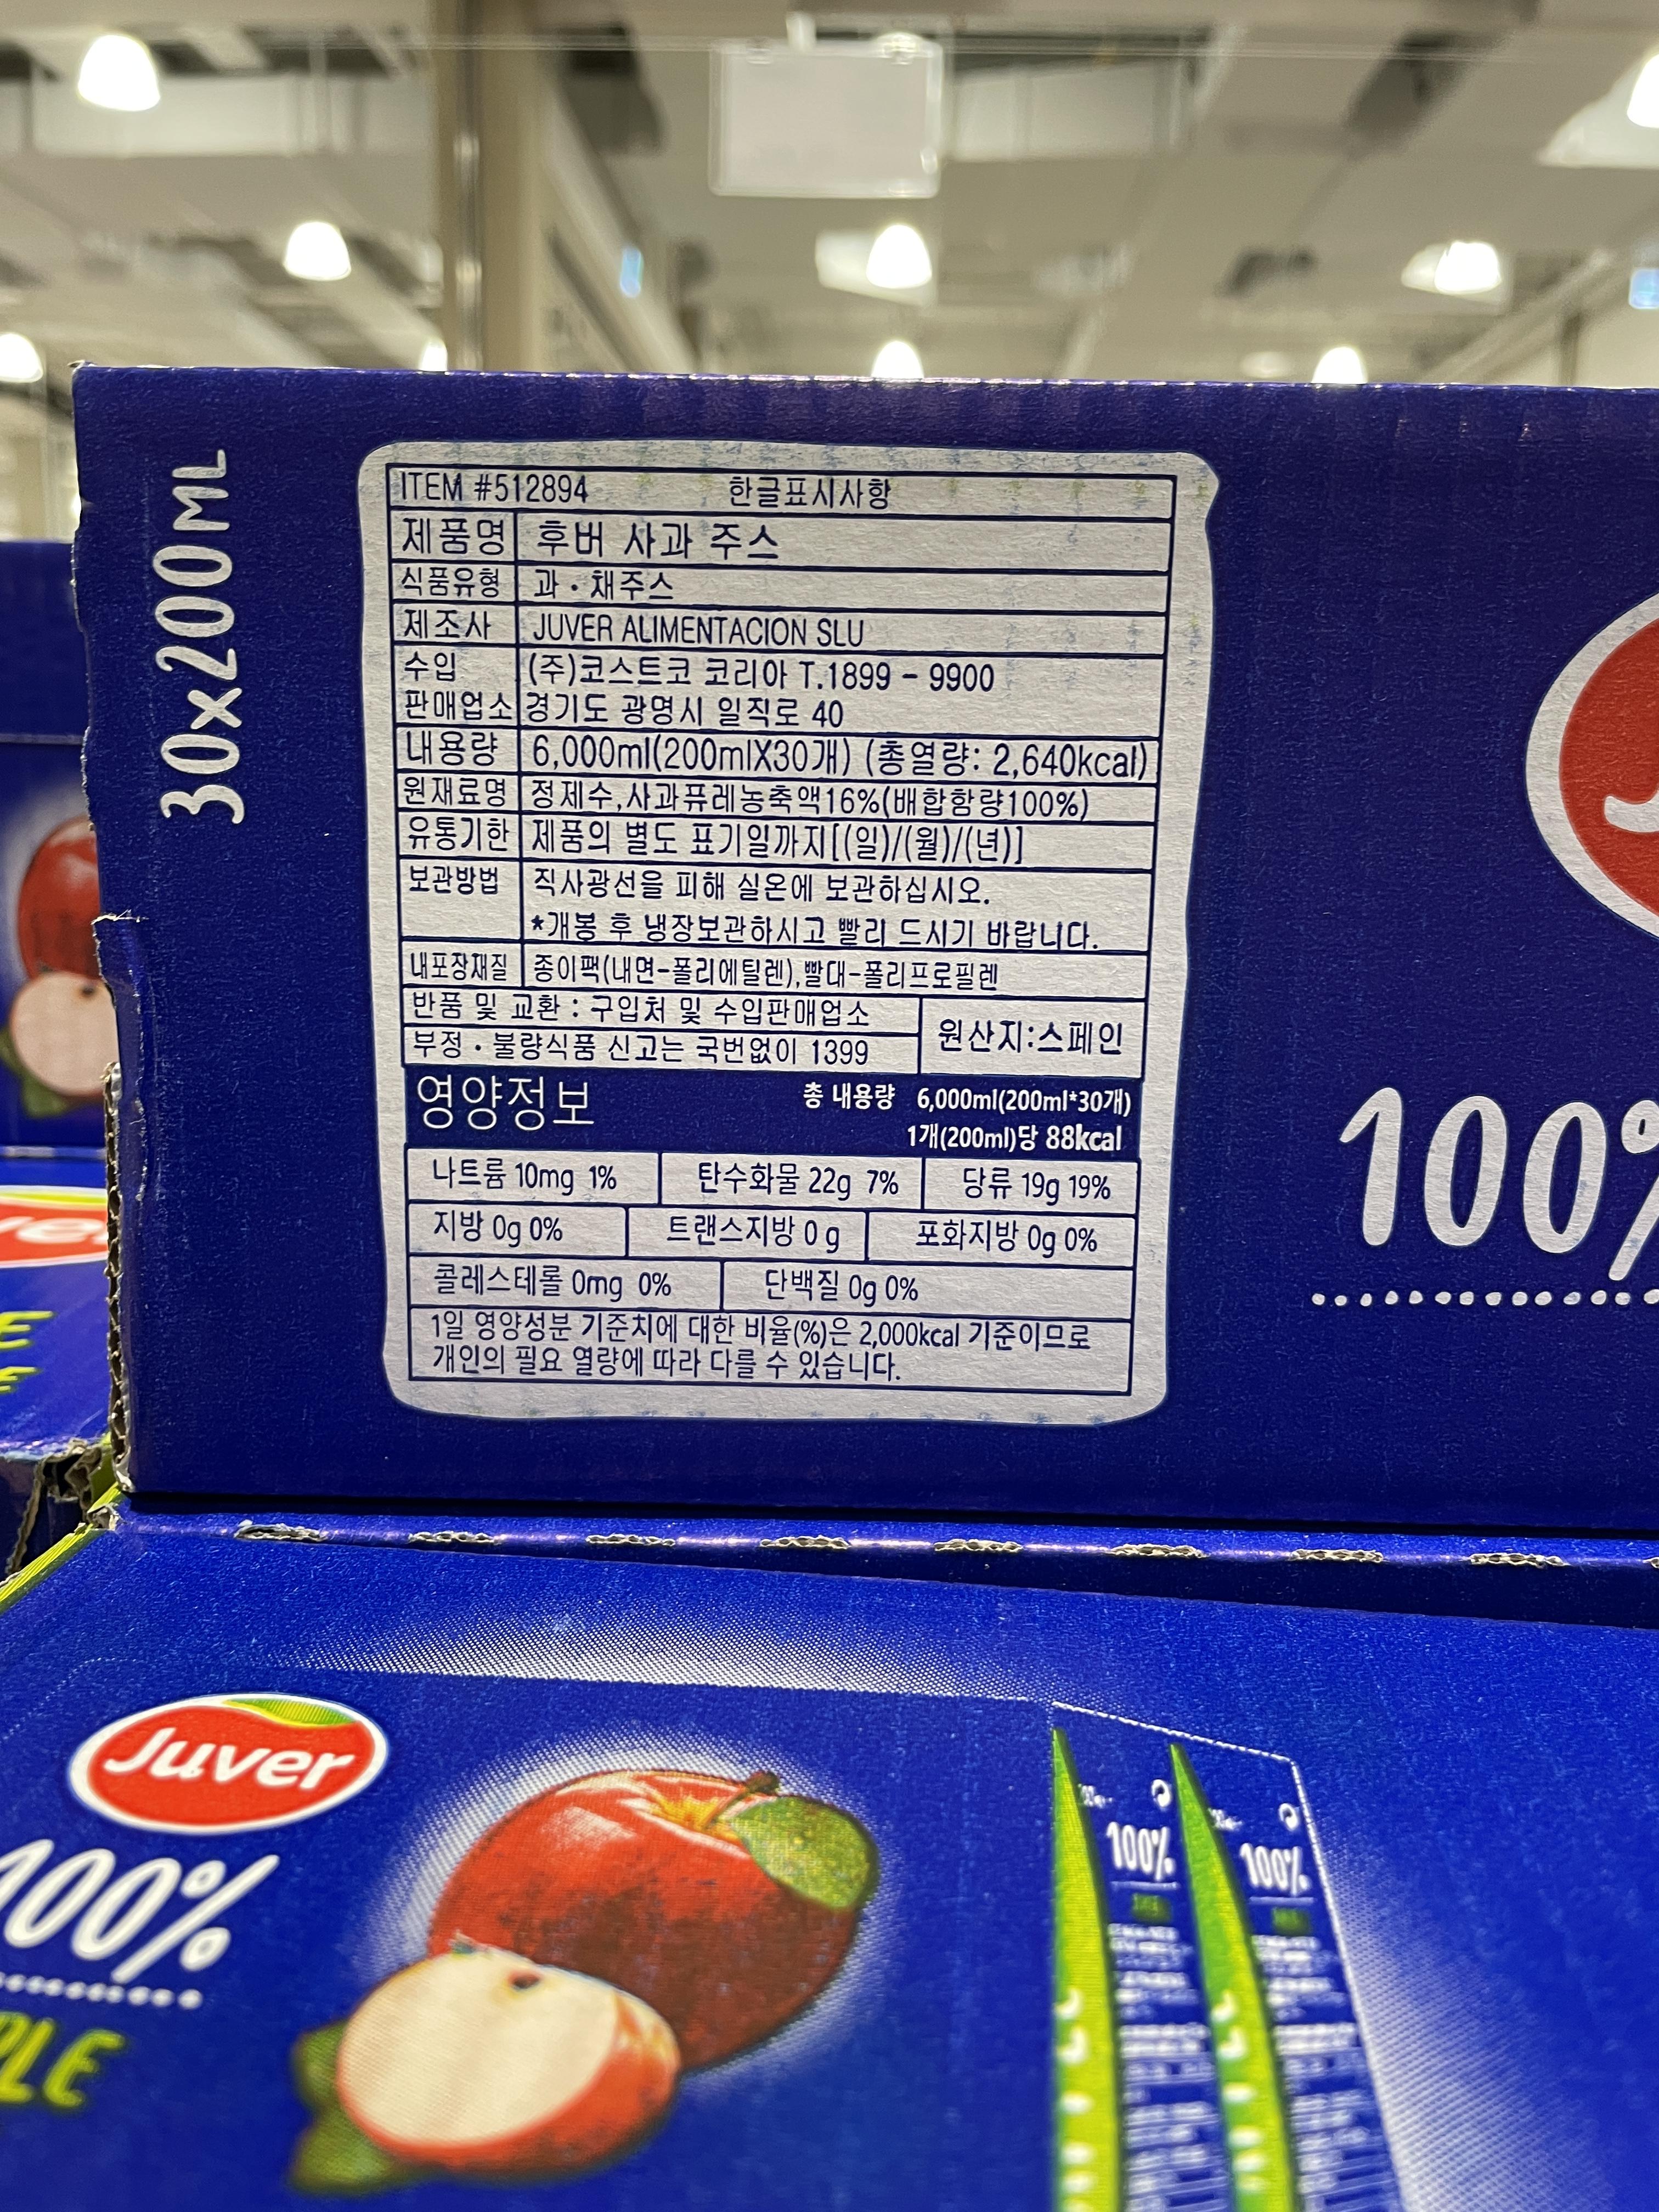 30x200ML
ITEM #512894 한글표시사항
제품명 후버 사과 주스
식품유형 과·채주스
제조사 JUVER ALIMENTACION SLU
수입 (주)코스트코 코리아 T.1899 - 9900
판매업소 경기도 광명시 일직로 40
내용량 6,000ml(200mlX30개) (총열량: 2,640kcal)
원재료명 정제수,사과퓨레농축액16%(배합함량100%)
유통기한 제품의 별도 표기일까지[(일)/(월)/(년)]
보관방법 직사광선을 피해 실온에 보관하십시오.
*개봉 후 냉장보관하시고 빨리 드시기 바랍니다.
내포장재질 종이팩(내면-폴리에틸렌),빨대-폴리프로필렌
반품 및 교환 : 구입처 및 수입판매업소
부정·불량식품 신고는 국번없이 1399
원산지:스페인
영양정보 총 내용량 6,000ml(200ml*30개)
1개(200ml)당 88kcal
나트륨 10mg 1% 탄수화물 22g 7% 당류 19g 19%
지방 0g 0% 트랜스지방 0g 포화지방 0g 0%
콜레스테롤 0mg 0% 단백질 0g 0%
1일 영양성분 기준치에 대한 비율(%)은 2,000kcal 기준이므로
개인의 필요 열량에 따라 다를 수 있습니다.
100%
Juver
100%
PLE
100%
100%